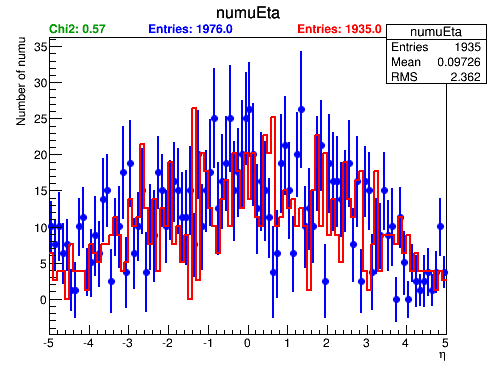 numuEta
Chi2: 0.57 Entries: 1976.0 Entries: 1935.0
numuEta
Entries 1935
Mean 0.09726
RMS 2.362
Number of numu
35
30
25
20
15
10
5
0
-5 -4 -3 -2 -1 0 1 2 3 4 5
η